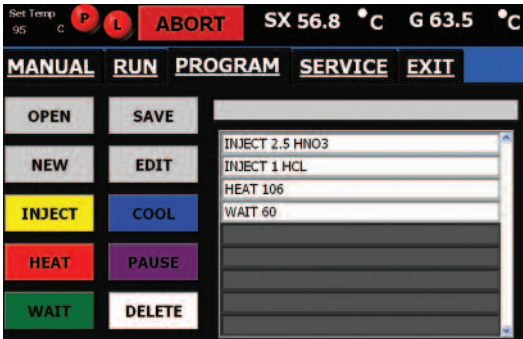 Set Temp P L ABORT SX 56.8 °C G 63.5 °C
95 C
MANUAL RUN PROGRAM SERVICE EXIT
OPEN SAVE
NEW EDIT
INJECT COOL
HEAT PAUSE
WAIT DELETE
INJECT 2.5 HNO3
INJECT 1 HCL
HEAT 106
WAIT 60